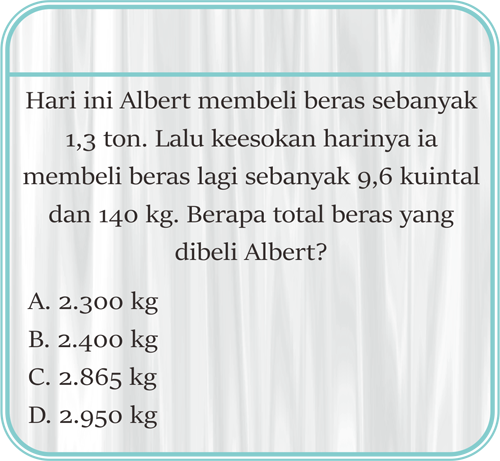 Hari ini Albert membeli beras sebanyak
1,3 ton. Lalu keesokan harinya ia
membeli beras lagi sebanyak 9,6 kuintal
dan 140 kg. Berapa total beras yang
dibeli Albert?
A. 2.300 kg
B. 2.400 kg
C. 2.865 kg
D. 2.950 kg